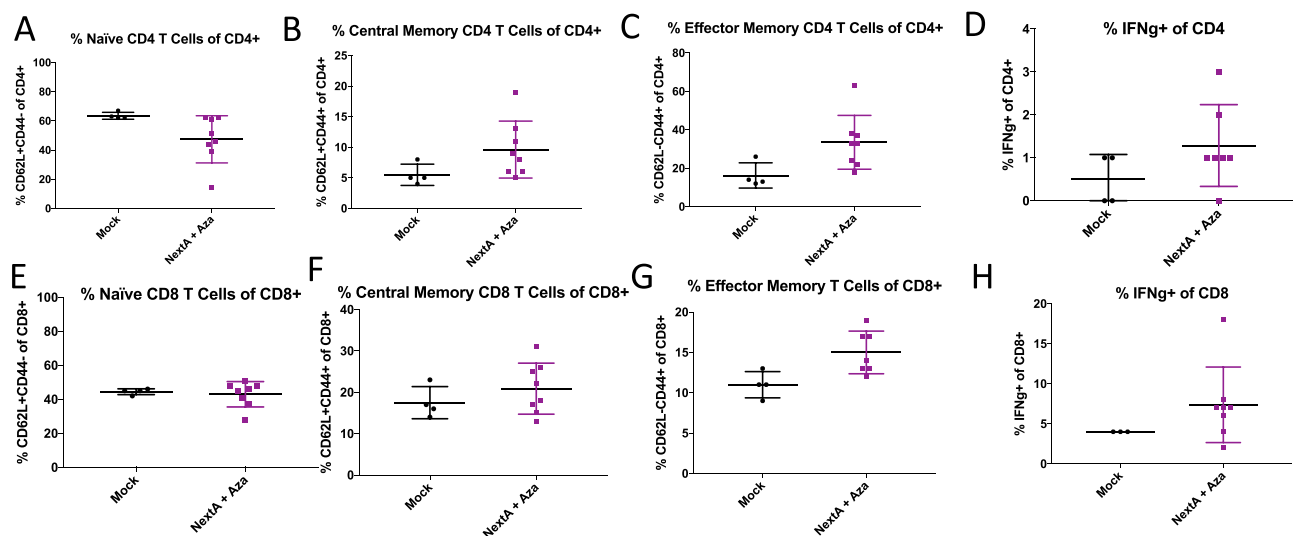 A
% Naïve CD4 T Cells of CD4+
% CD62L+CD44- of CD4+
100
80
60
40
20
0
Mock
NextA + Aza
B
% Central Memory CD4 T Cells of CD4+
% CD62L+CD44+ of CD4+
25
20
15
10
5
0
Mock
NextA + Aza
C
% Effector Memory CD4 T Cells of CD4+
% CD62L-CD44+ of CD4+
80
60
40
20
0
Mock
NextA + Aza
D
% IFNg+ of CD4
% IFNg+ of CD4+
4
3
2
1
0
Mock
NextA + Aza
E
% Naïve CD8 T Cells of CD8+
% CD62L+CD44- of CD8+
100
80
60
40
20
0
Mock
NextA + Aza
F
% Central Memory CD8 T Cells of CD8+
% CD62L+CD44+ of CD8+
40
30
20
10
0
Mock
NextA + Aza
G
% Effector Memory T Cells of CD8+
% CD62L-CD44+ of CD8+
20
15
10
5
0
Mock
NextA + Aza
H
% IFNg+ of CD8
% IFNg+ of CD8+
20
15
10
5
0
Mock
NextA + Aza